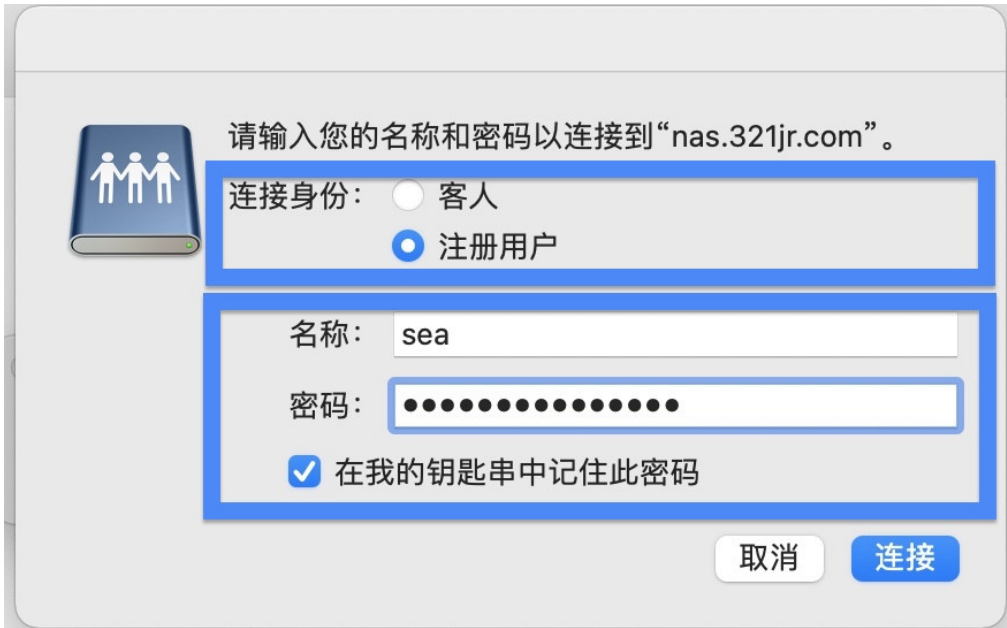 请输入您的名称和密码以连接到“nas.321jr.com”。
连接身份： 客人
注册用户
名称： sea
密码： •••••••••••••••
在我的钥匙串中记住此密码
取消 连接